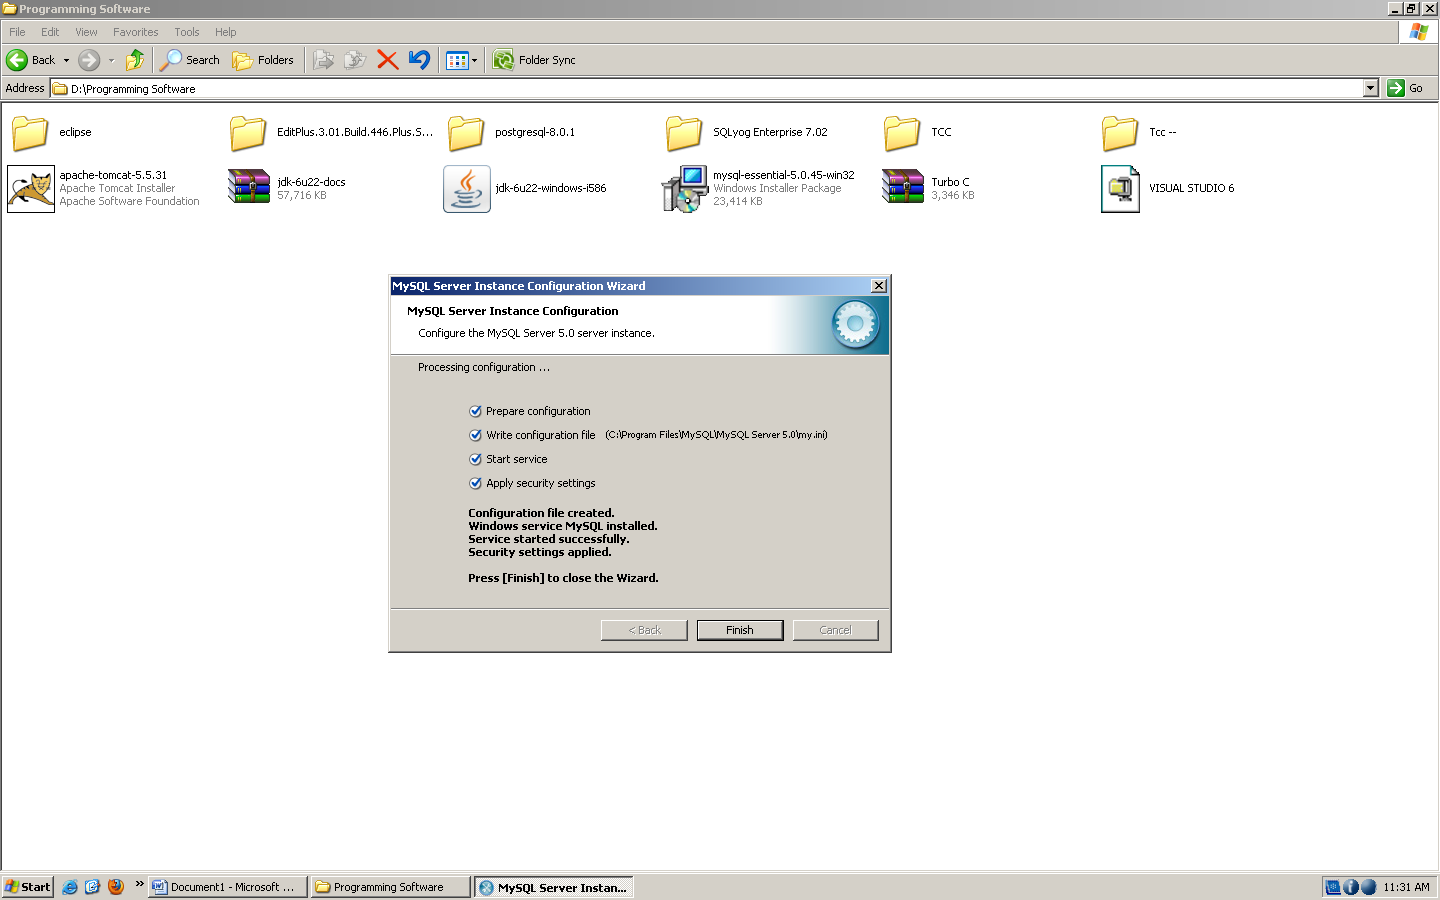 Programming Software
File Edit View Favorites Tools Help
Back Search Folders Folder Sync
Address D:\Programming Software Go
eclipse
EditPlus.3.01.Build.446.Plus.S...
postgresql-8.0.1
SQLyog Enterprise 7.02
TCC
Tcc --
apache-tomcat-5.5.31
Apache Tomcat Installer
Apache Software Foundation
jdk-6u22-docs
57,716 KB
jdk-6u22-windows-i586
mysql-essential-5.0.45-win32
Windows Installer Package
23,414 KB
Turbo C
3,346 KB
VISUAL STUDIO 6
MySQL Server Instance Configuration Wizard
MySQL Server Instance Configuration
Configure the MySQL Server 5.0 server instance.
Processing configuration ...
Prepare configuration
Write configuration file (C:\Program Files\MySQL\MySQL Server 5.0\my.ini)
Start service
Apply security settings
Configuration file created.
Windows service MySQL installed.
Service started successfully.
Security settings applied.
Press [Finish] to close the Wizard.
< Back Finish Cancel
Start » Document1 - Microsoft ... Programming Software MySQL Server Instan... 11:31 AM